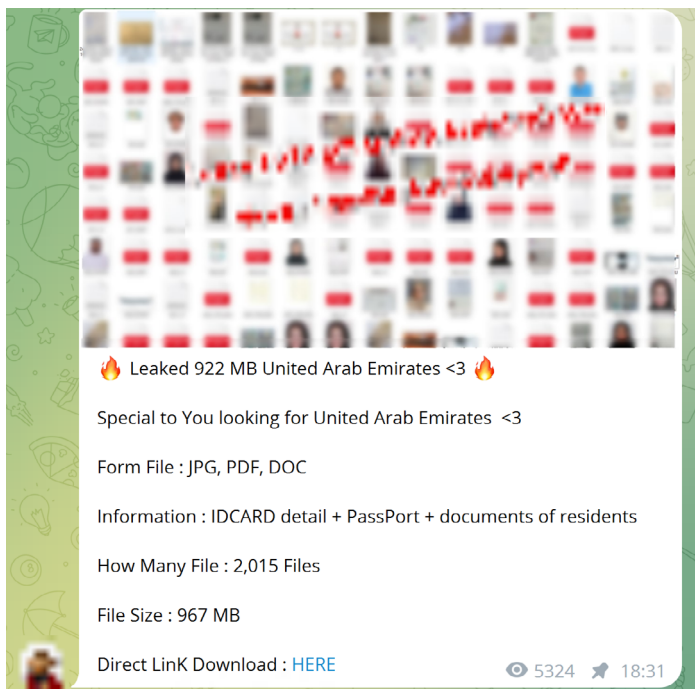 🔥 Leaked 922 MB United Arab Emirates <3 🔥
Special to You looking for United Arab Emirates <3
Form File : JPG, PDF, DOC
Information : IDCARD detail + PassPort + documents of residents
How Many File : 2,015 Files
File Size : 967 MB
Direct LinK Download : HERE
5324 18:31